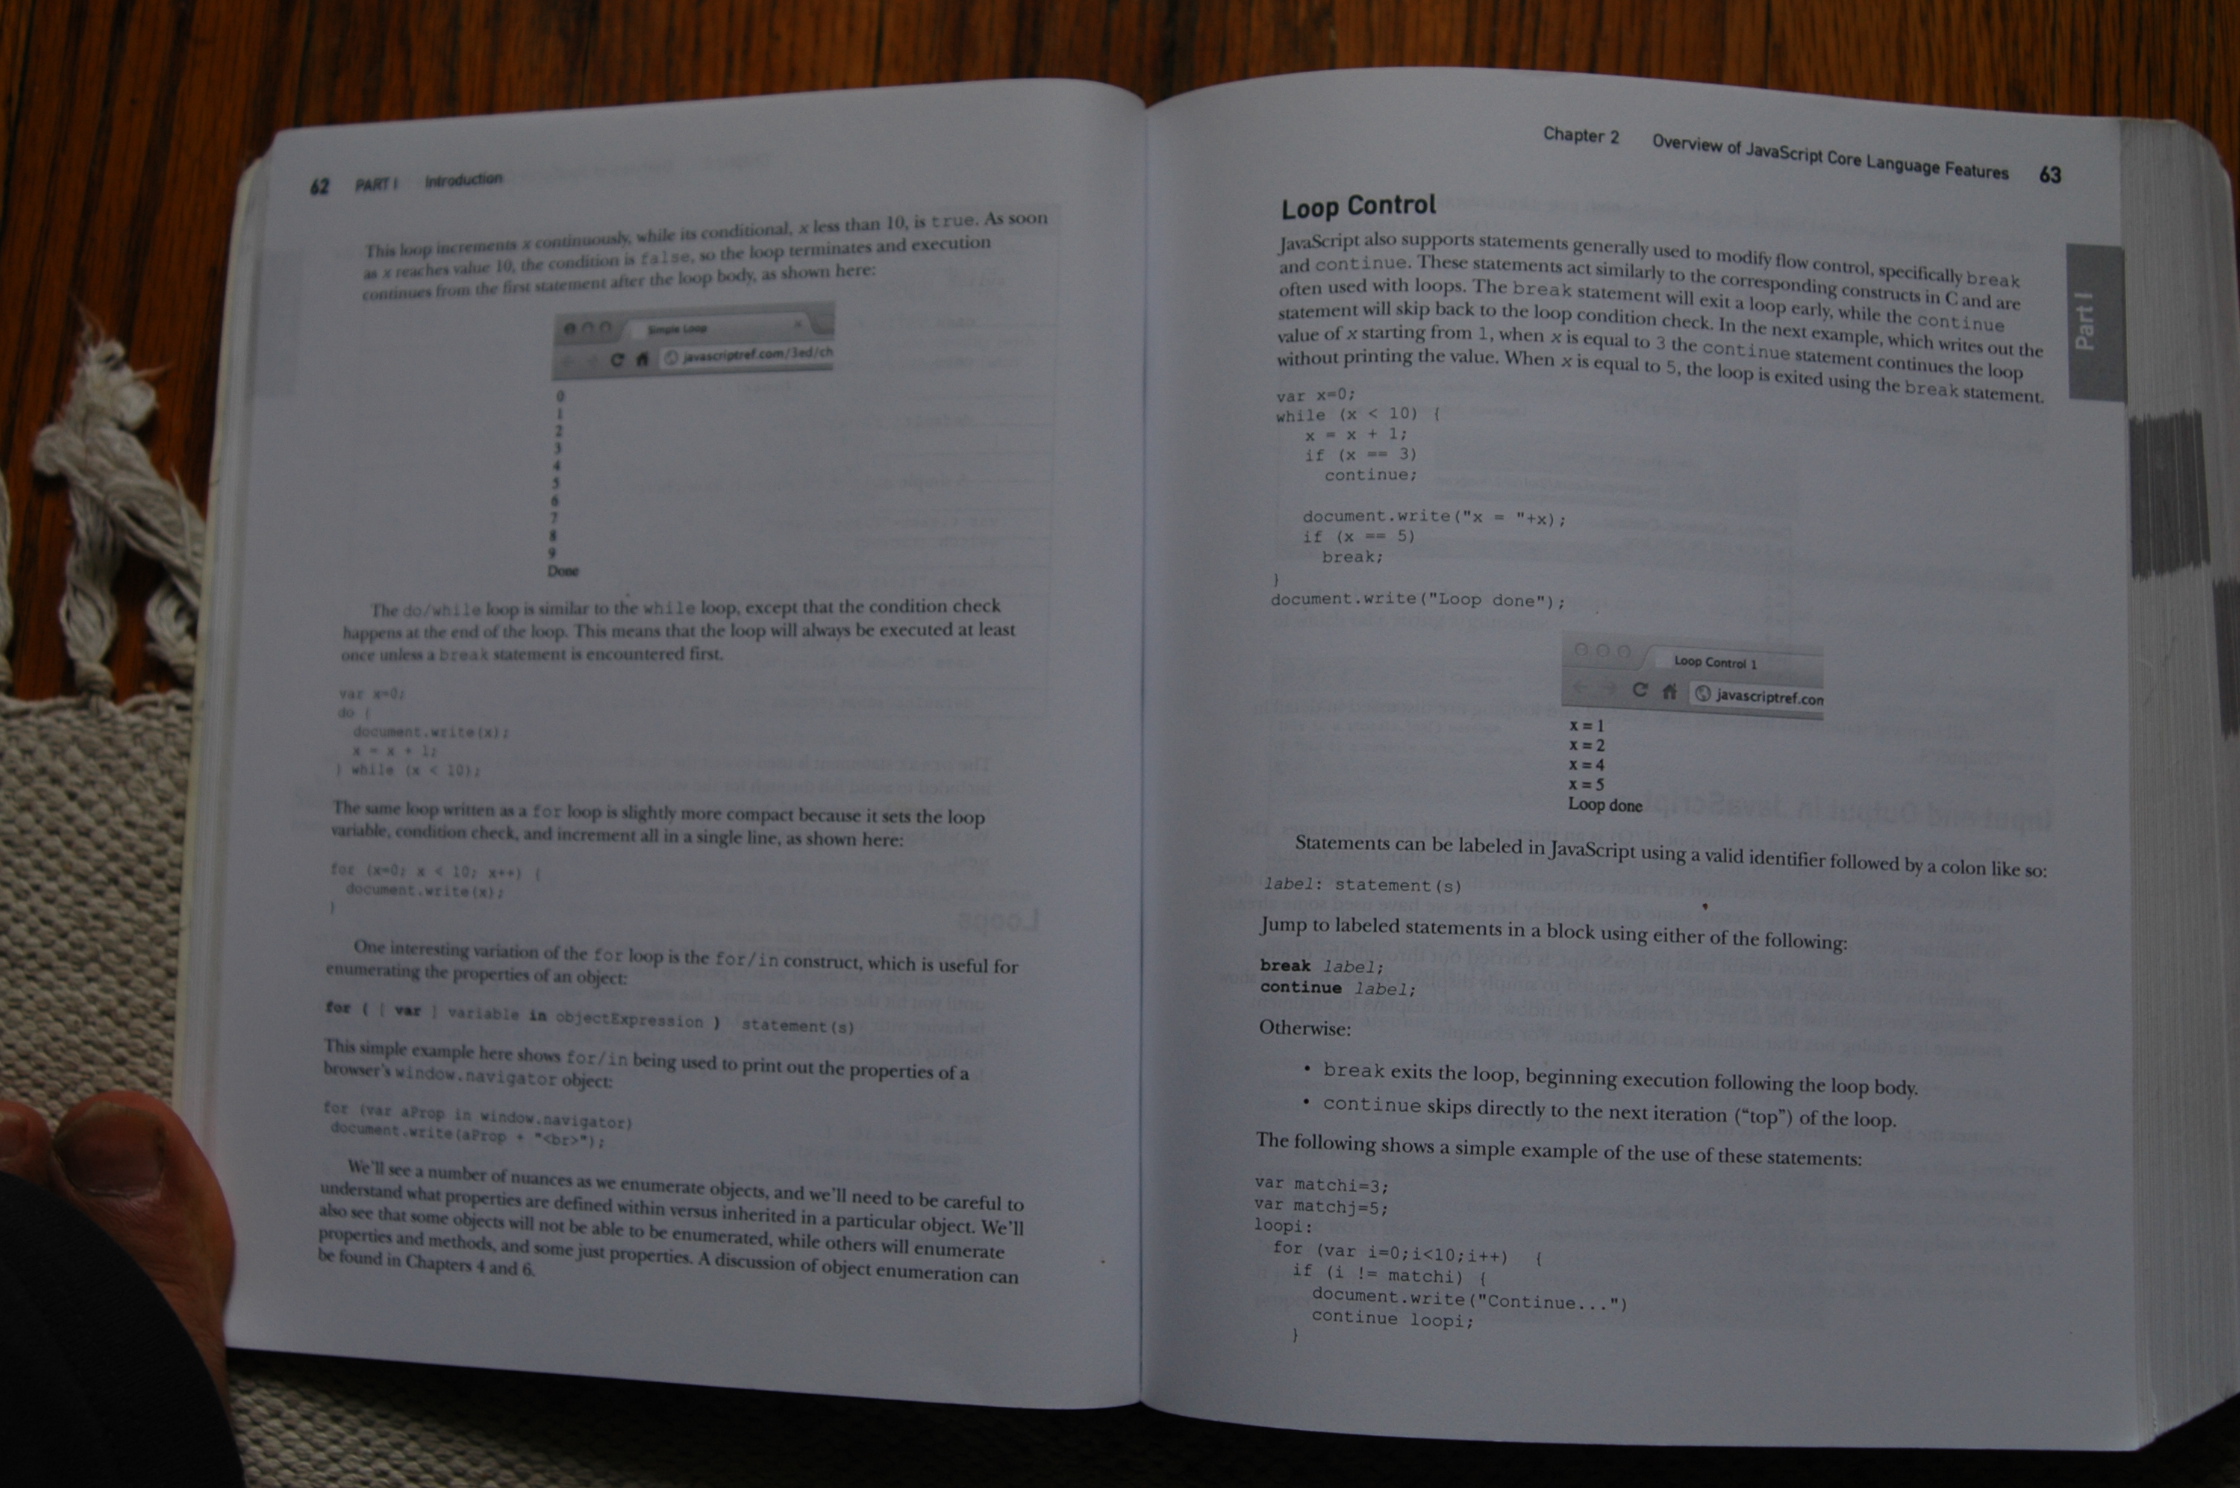 62 PART I Introduction
This loop increments x continuously, while its conditional, x less than 10, is true. As soon
as x reaches value 10, the condition is false, so the loop terminates and execution
continues from the first statement after the loop body, as shown here:
Simple Loop
javascriptref.com/3ed/ch
0
1
2
3
4
5
6
7
8
9
Done
The do/while loop is similar to the while loop, except that the condition check
happens at the end of the loop. This means that the loop will always be executed at least
once unless a break statement is encountered first.
var x=0;
do {
document.write(x);
x = x + 1;
} while (x < 10);
The same loop written as a for loop is slightly more compact because it sets the loop
variable, condition check, and increment all in a single line, as shown here:
for (x=0; x < 10; x++) {
document.write(x);
}
One interesting variation of the for loop is the for/in construct, which is useful for
enumerating the properties of an object:
for ( [ var ] variable in objectExpression ) statement(s)
This simple example here shows for/in being used to print out the properties of a
browser's window.navigator object:
for (var aProp in window.navigator)
document.write(aProp + "<br>");
We'll see a number of nuances as we enumerate objects, and we'll need to be careful to
understand what properties are defined within versus inherited in a particular object. We'll
also see that some objects will not be able to be enumerated, while others will enumerate
properties and methods, and some just properties. A discussion of object enumeration can
be found in Chapters 4 and 6.
Chapter 2 Overview of JavaScript Core Language Features 63
Part I
Loop Control
JavaScript also supports statements generally used to modify flow control, specifically break
and continue. These statements act similarly to the corresponding constructs in C and are
often used with loops. The break statement will exit a loop early, while the continue
statement will skip back to the loop condition check. In the next example, which writes out the
value of x starting from 1, when x is equal to 3 the continue statement continues the loop
without printing the value. When x is equal to 5, the loop is exited using the break statement.
var x=0;
while (x < 10) {
x = x + 1;
if (x == 3)
continue;
document.write("x = "+x);
if (x == 5)
break;
}
document.write("Loop done");
Loop Control 1
javascriptref.com
x = 1
x = 2
x = 4
x = 5
Loop done
Statements can be labeled in JavaScript using a valid identifier followed by a colon like so:
label: statement(s)
Jump to labeled statements in a block using either of the following:
break label;
continue label;
Otherwise:
• break exits the loop, beginning execution following the loop body.
• continue skips directly to the next iteration ("top") of the loop.
The following shows a simple example of the use of these statements:
var matchi=3;
var matchj=5;
loopi:
for (var i=0;i<10;i++) {
if (i != matchi) {
document.write("Continue...")
continue loopi;
}